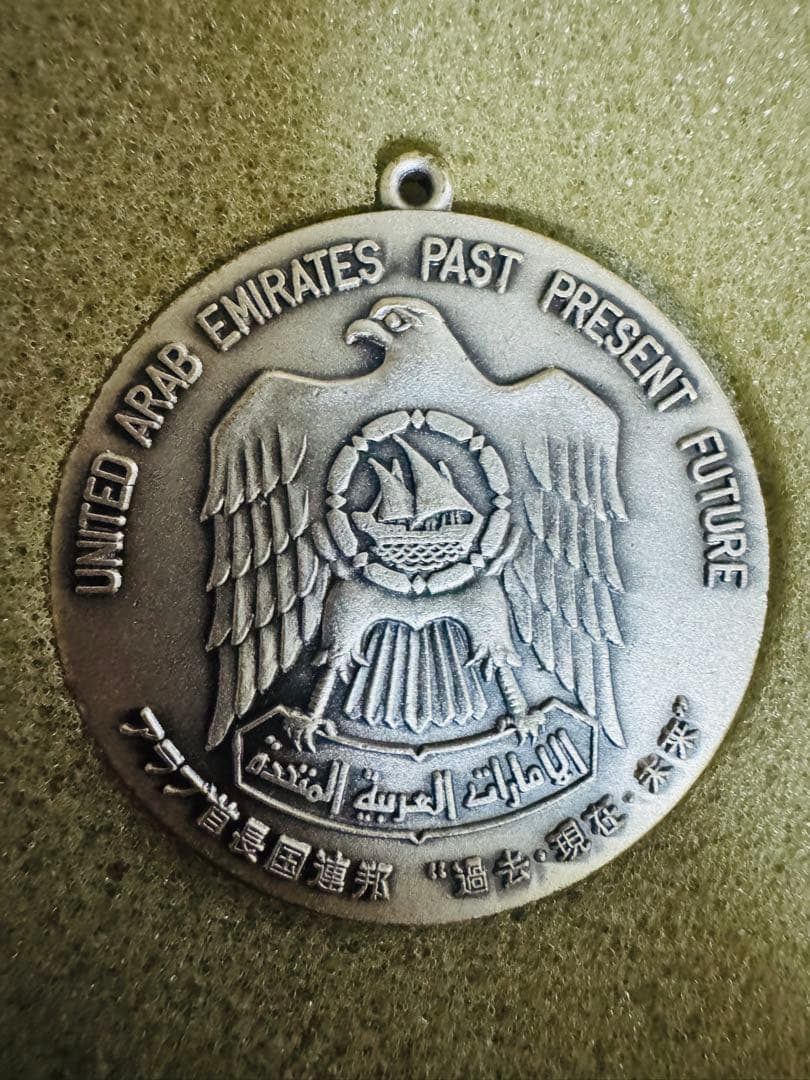 UNITED ARAB EMIRATES PAST PRESENT FUTURE
الإمارات العربية المتحدة
アラブ首長国連邦 “過去・現在・未来”